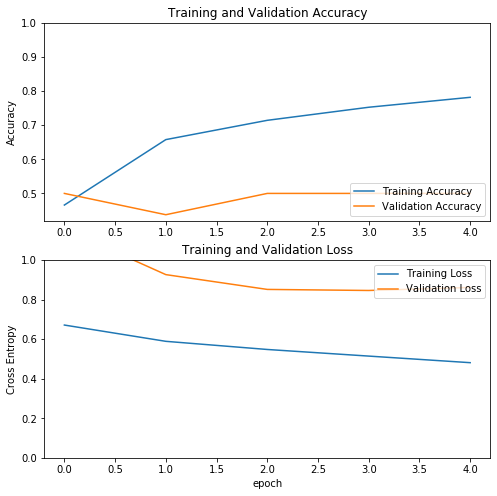 Training and Validation Accuracy
1.0
0.9
0.8
0.7
0.6
0.5
Accuracy
Training Accuracy
Validation Accuracy
0.0 0.5 1.0 1.5 2.0 2.5 3.0 3.5 4.0
Training and Validation Loss
1.0
0.8
0.6
0.4
0.2
0.0
Cross Entropy
Training Loss
Validation Loss
0.0 0.5 1.0 1.5 2.0 2.5 3.0 3.5 4.0
epoch